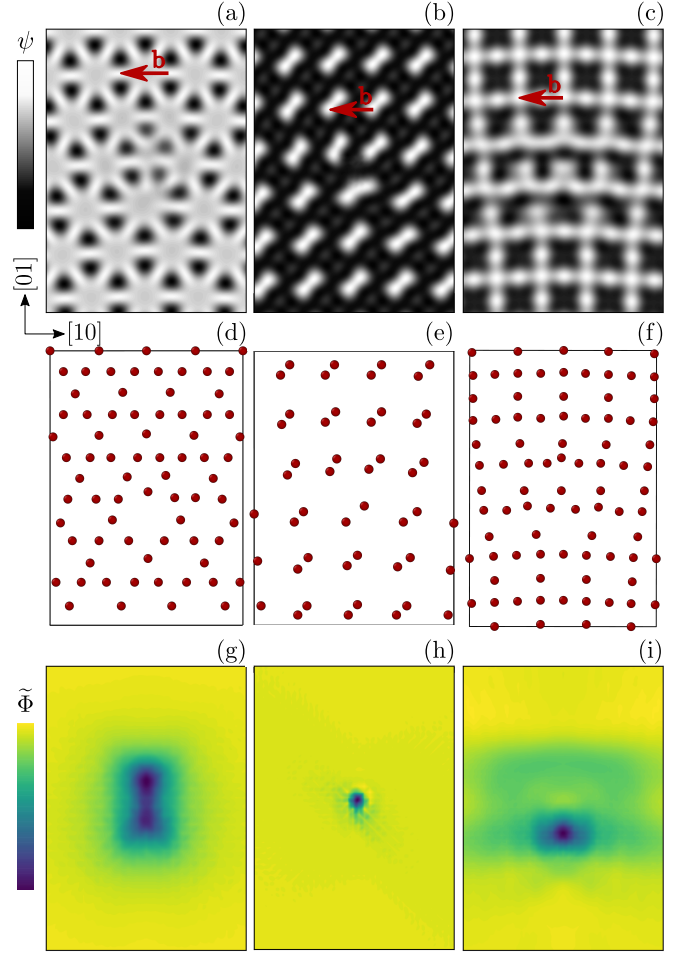 (a) (b) (c)
ψ
b b b
[01]
[10]
(d) (e) (f)
(g) (h) (i)
Φ̃